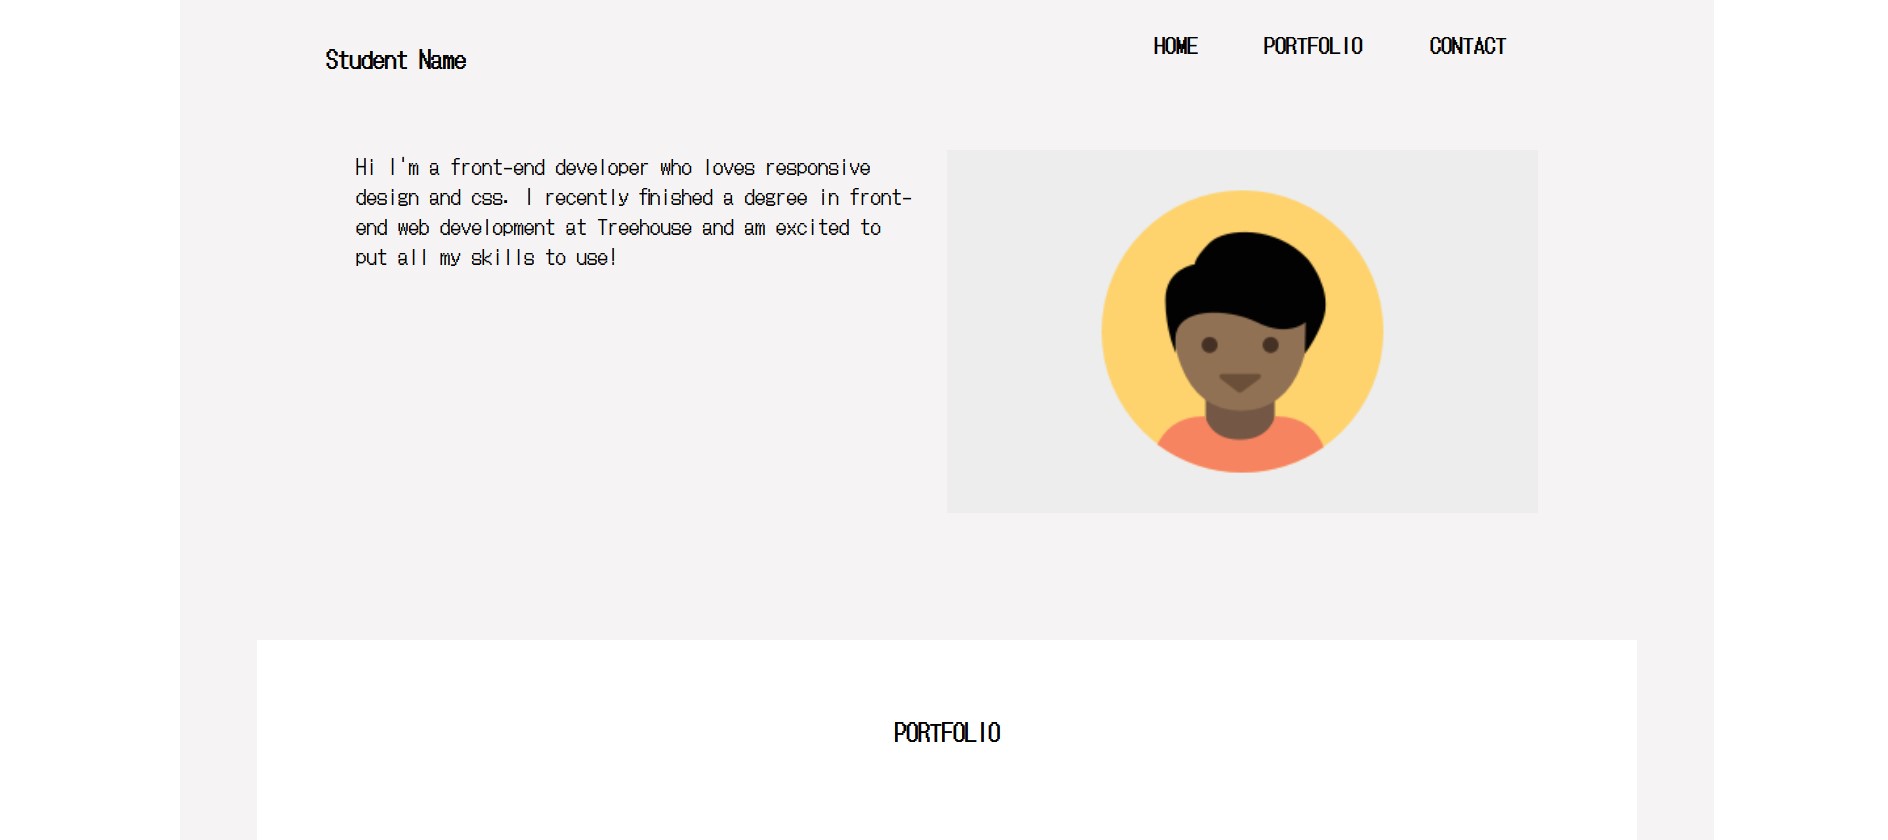 Student Name
HOME PORTFOLIO CONTACT
Hi I'm a front-end developer who loves responsive
design and css. I recently finished a degree in front-
end web development at Treehouse and am excited to
put all my skills to use!
PORTFOLIO